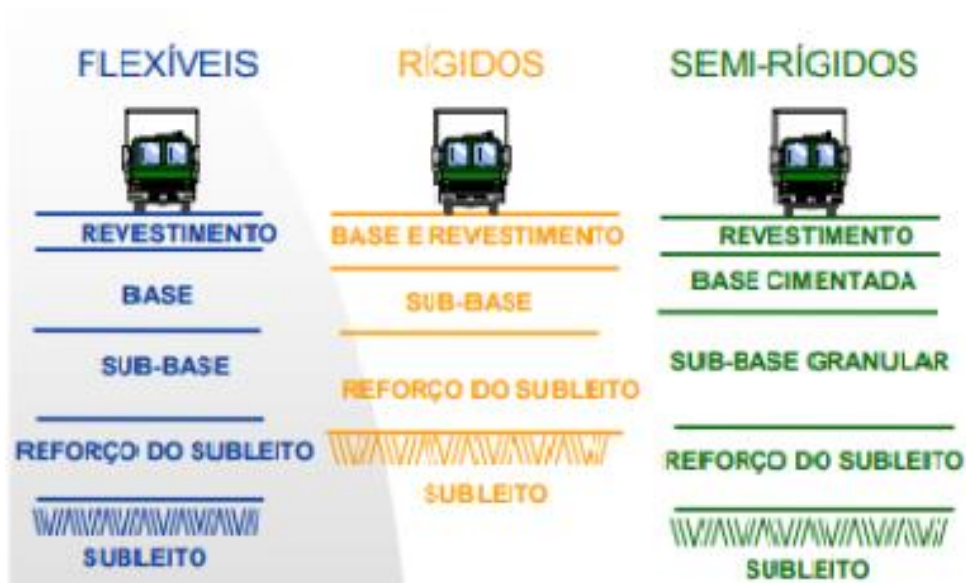 FLEXÍVEIS
REVESTIMENTO
BASE
SUB-BASE
REFORÇO DO SUBLEITO
SUBLEITO
RÍGIDOS
BASE E REVESTIMENTO
SUB-BASE
REFORÇO DO SUBLEITO
SUBLEITO
SEMI-RÍGIDOS
REVESTIMENTO
BASE CIMENTADA
SUB-BASE GRANULAR
REFORÇO DO SUBLEITO
SUBLEITO